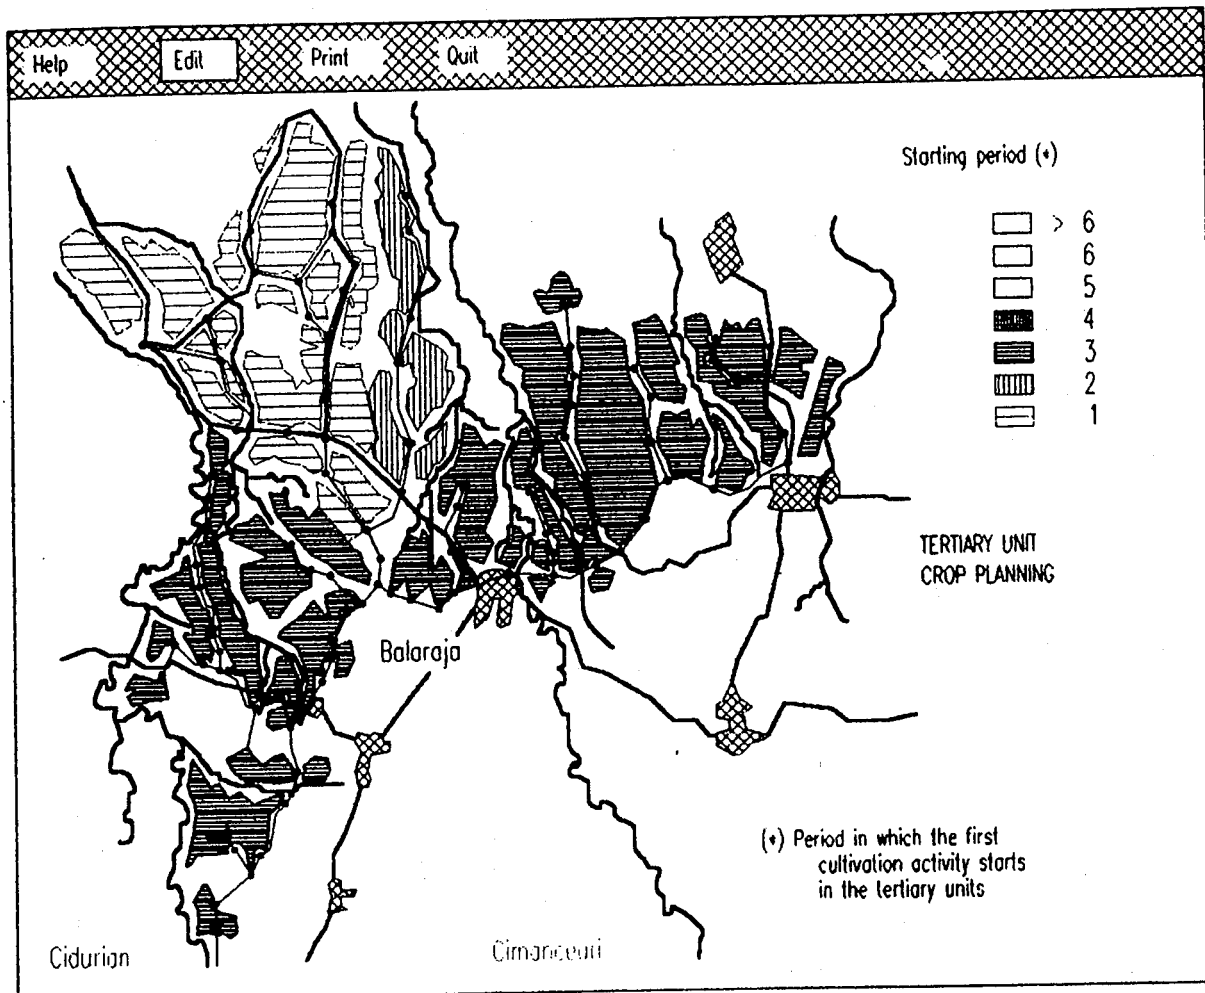 Help Edit Print Quit
Starting period (*)
> 6
6
5
4
3
2
1
TERTIARY UNIT
CROP PLANNING
Balaraja
(*) Period in which the first
cultivation activity starts
in the tertiary units
Cidurian